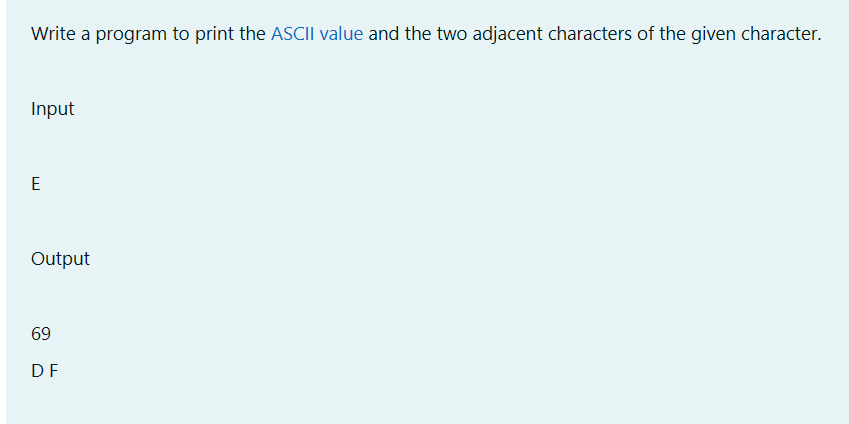 Write a program to print the ASCII value and the two adjacent characters of the given character.
Input
E
Output
69
D F